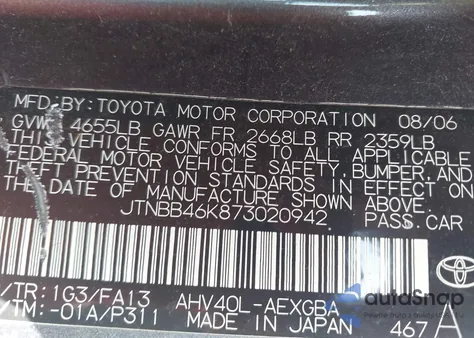 MFD.BY:TOYOTA MOTOR CORPORATION 08/06
GVWR 4655LB GAWR FR 2668LB RR 2359LB
THIS VEHICLE CONFORMS TO ALL APPLICABLE
FEDERAL MOTOR VEHICLE SAFETY, BUMPER, AND
THEFT PREVENTION STANDARDS IN EFFECT ON
THE DATE OF MANUFACTURE SHOWN ABOVE.
JTNBB46K873020942 PASS.CAR
/TR:1G3/FA13 AHV40L-AEXGBA
/TM:-01A/P311 MADE IN JAPAN 467
TOYOTA
autoSnap